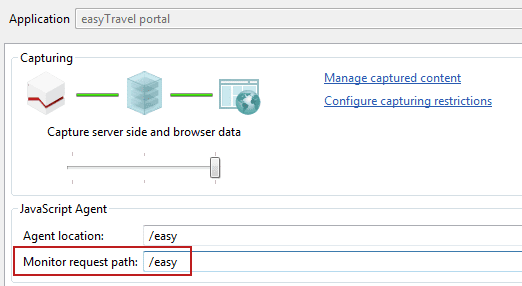 Application easyTravel portal
Capturing
Manage captured content
Configure capturing restrictions
Capture server side and browser data
JavaScript Agent
Agent location: /easy
Monitor request path: /easy